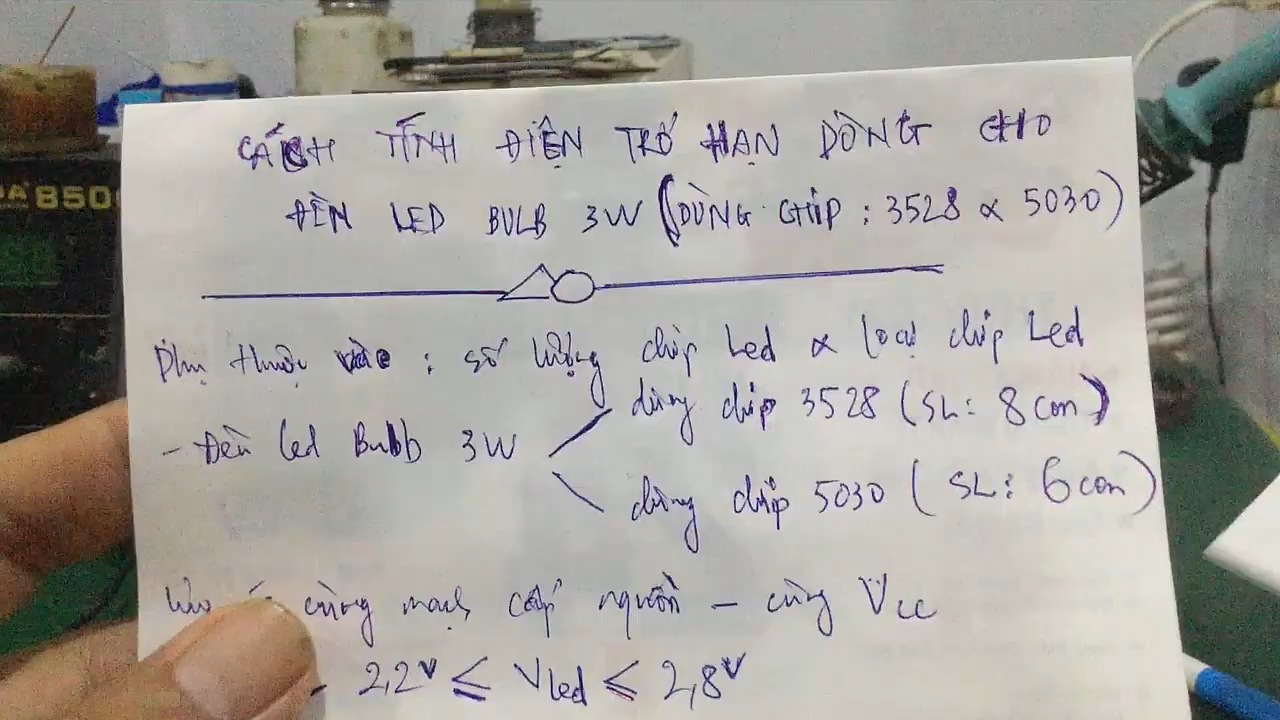 CÁCH TÍNH ĐIỆN TRỞ HẠN DÒNG CHO
ĐÈN LED BULB 3W (DÙNG CHIP : 3528 & 5030)
Phụ thuộc vào : số lượng chip Led & loại chip Led
- Đèn Led Bulb 3W
dùng chip 3528 (SL: 8 con)
dùng chip 5030 ( SL: 6 con)
cùng mạch cấp nguồn - cùng Vcc
2,2V ≤ Vled ≤ 2,8V
850